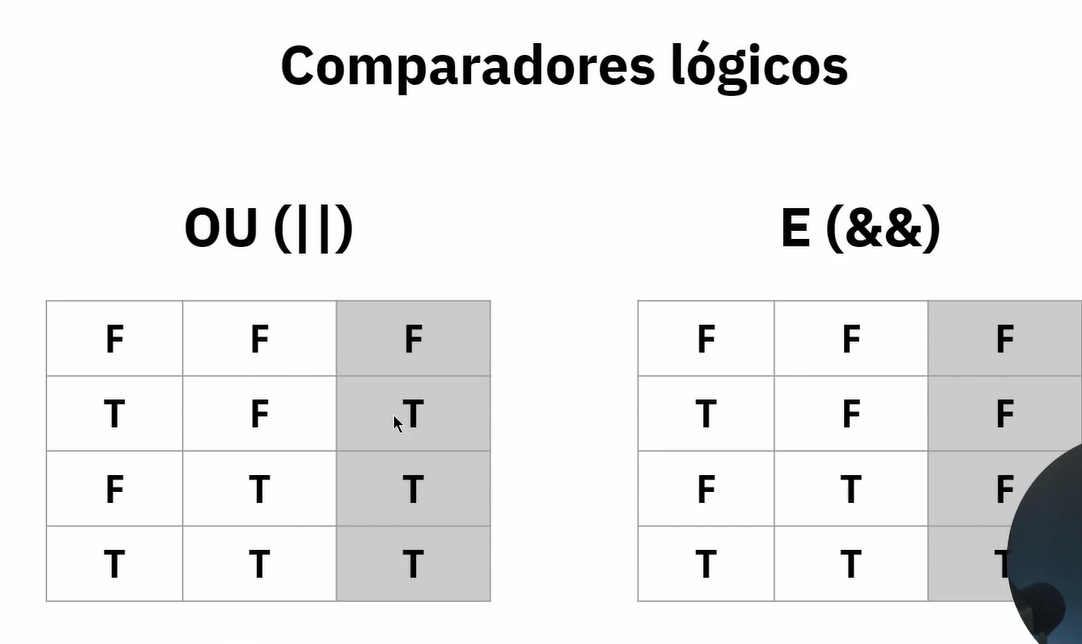 Comparadores lógicos
OU (||)
F F F
T F T
F T T
T T T
E (&&)
F F F
T F F
F T F
T T T